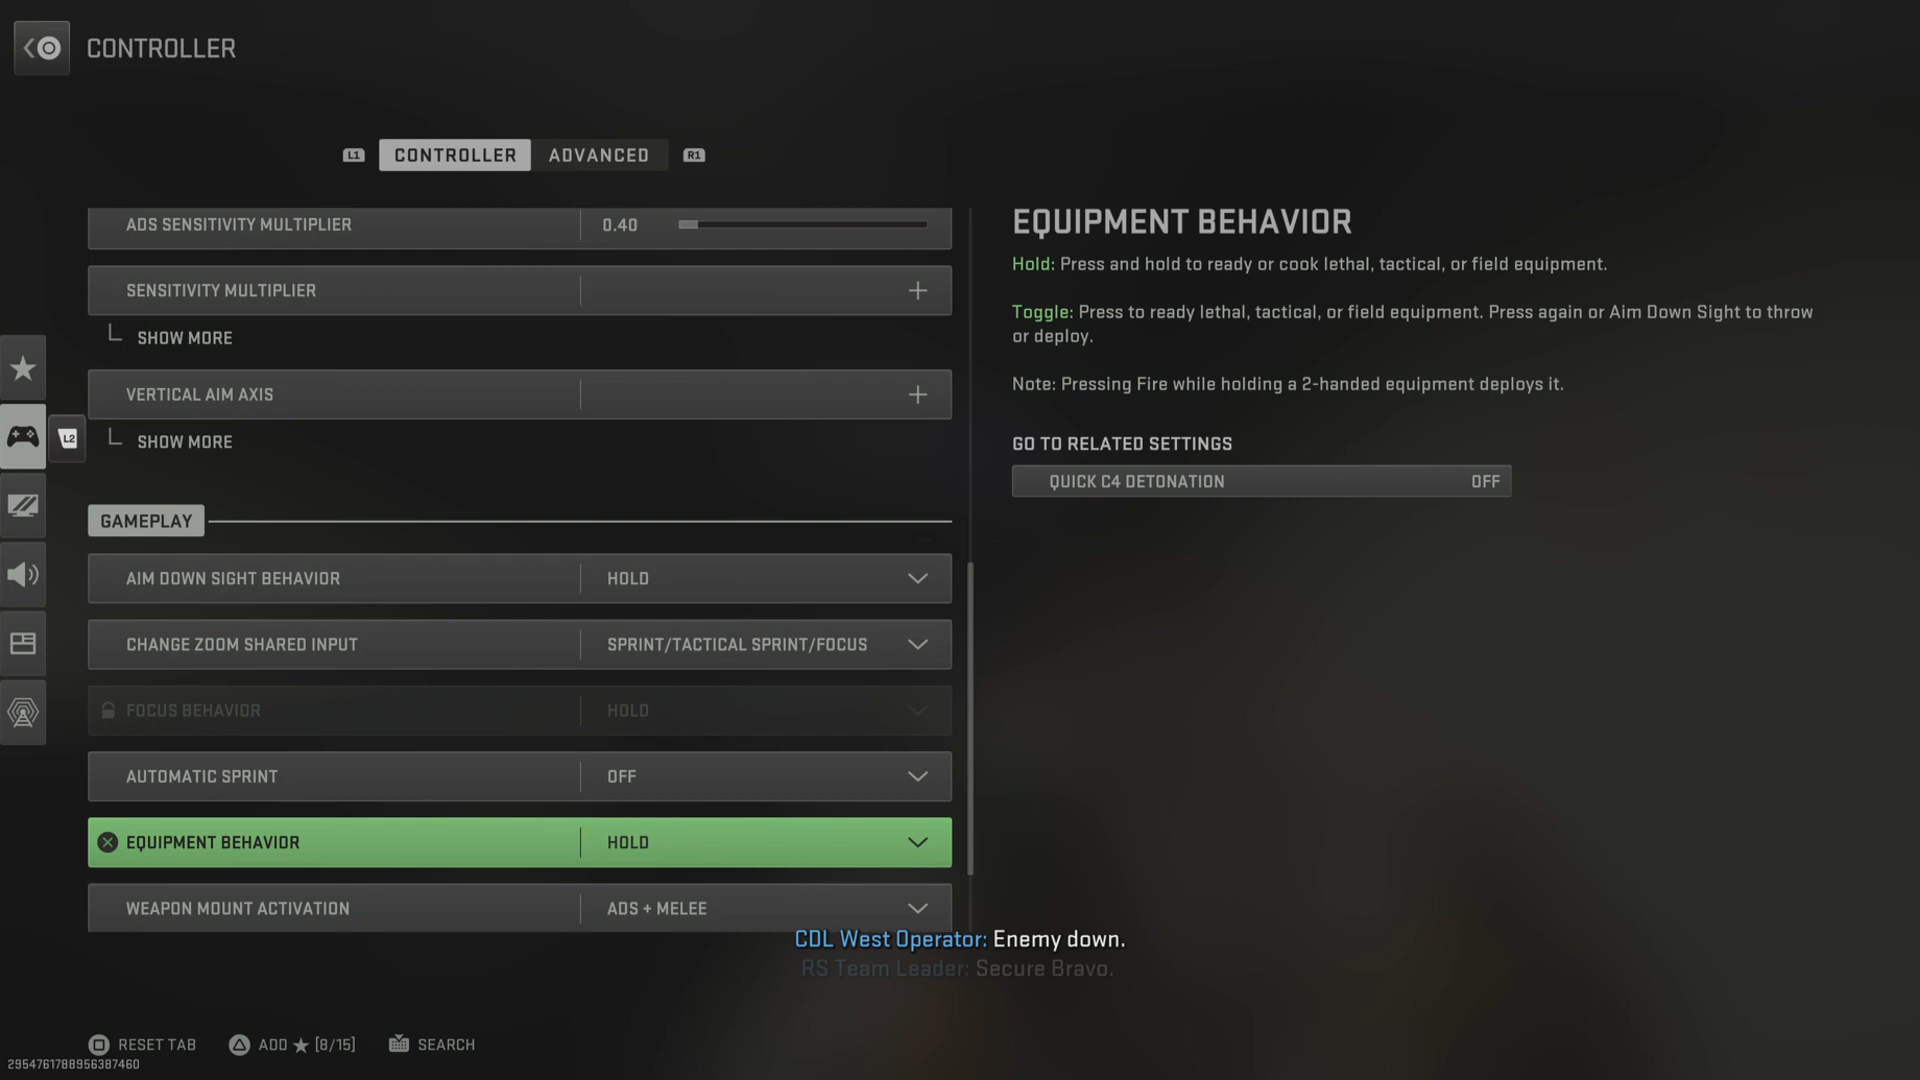 CONTROLLER
L1 CONTROLLER ADVANCED R1
ADS SENSITIVITY MULTIPLIER 0.40
SENSITIVITY MULTIPLIER
SHOW MORE
VERTICAL AIM AXIS
L2 SHOW MORE
GAMEPLAY
AIM DOWN SIGHT BEHAVIOR HOLD
CHANGE ZOOM SHARED INPUT SPRINT/TACTICAL SPRINT/FOCUS
FOCUS BEHAVIOR HOLD
AUTOMATIC SPRINT OFF
EQUIPMENT BEHAVIOR HOLD
WEAPON MOUNT ACTIVATION ADS + MELEE
EQUIPMENT BEHAVIOR
Hold: Press and hold to ready or cook lethal, tactical, or field equipment.
Toggle: Press to ready lethal, tactical, or field equipment. Press again or Aim Down Sight to throw
or deploy.
Note: Pressing Fire while holding a 2-handed equipment deploys it.
GO TO RELATED SETTINGS
QUICK C4 DETONATION OFF
CDL West Operator: Enemy down.
RS Team Leader: Secure Bravo.
RESET TAB ADD ★ [8/15] SEARCH
2954761788956387460